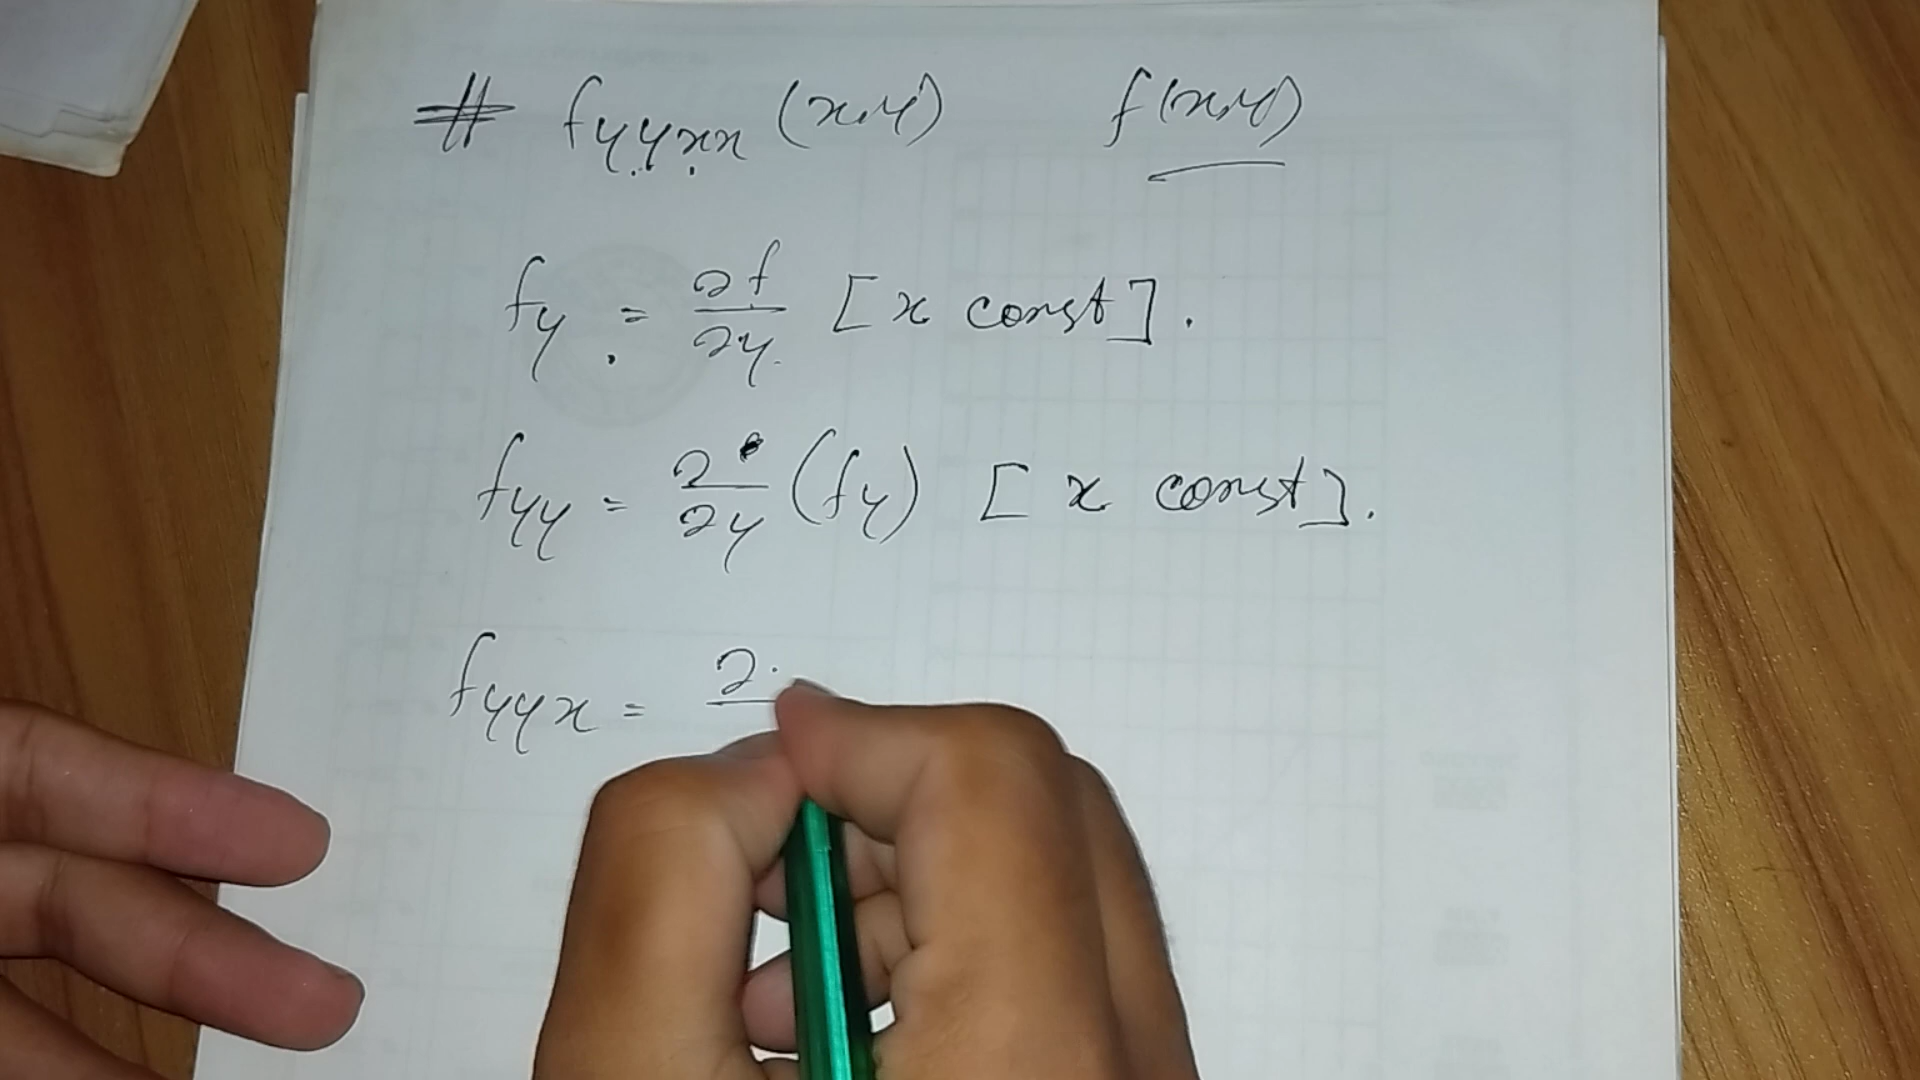 # fyyxx (x,y) f(x,y)
fy = ∂f/∂y [x const].
fyy = ∂/∂y (fy) [x const].
fyyx = ∂